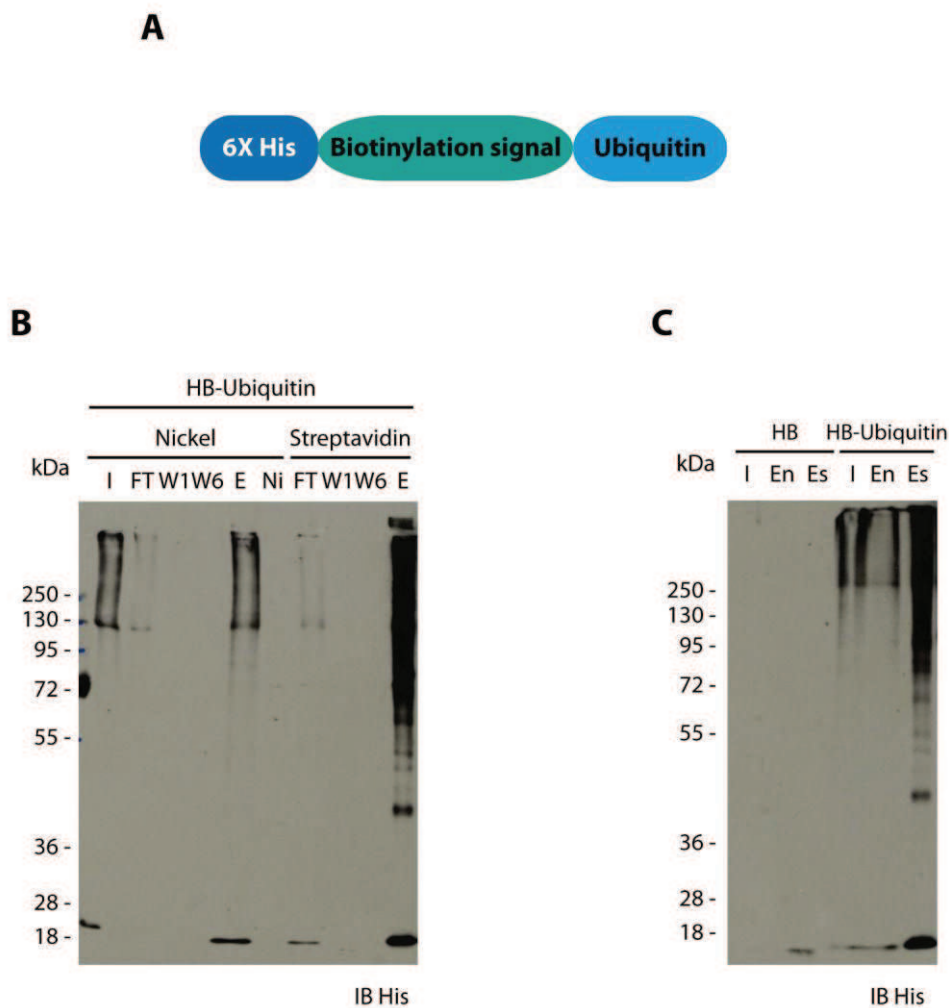 A
6X His Biotinylation signal Ubiquitin
B
HB-Ubiquitin
Nickel Streptavidin
kDa
I FT W1 W6 E Ni FT W1 W6 E
250 -
130 -
95 -
72 -
55 -
36 -
28 -
18 -
IB His
C
HB HB-Ubiquitin
kDa
I En Es I En Es
250 -
130 -
95 -
72 -
55 -
36 -
28 -
18 -
IB His